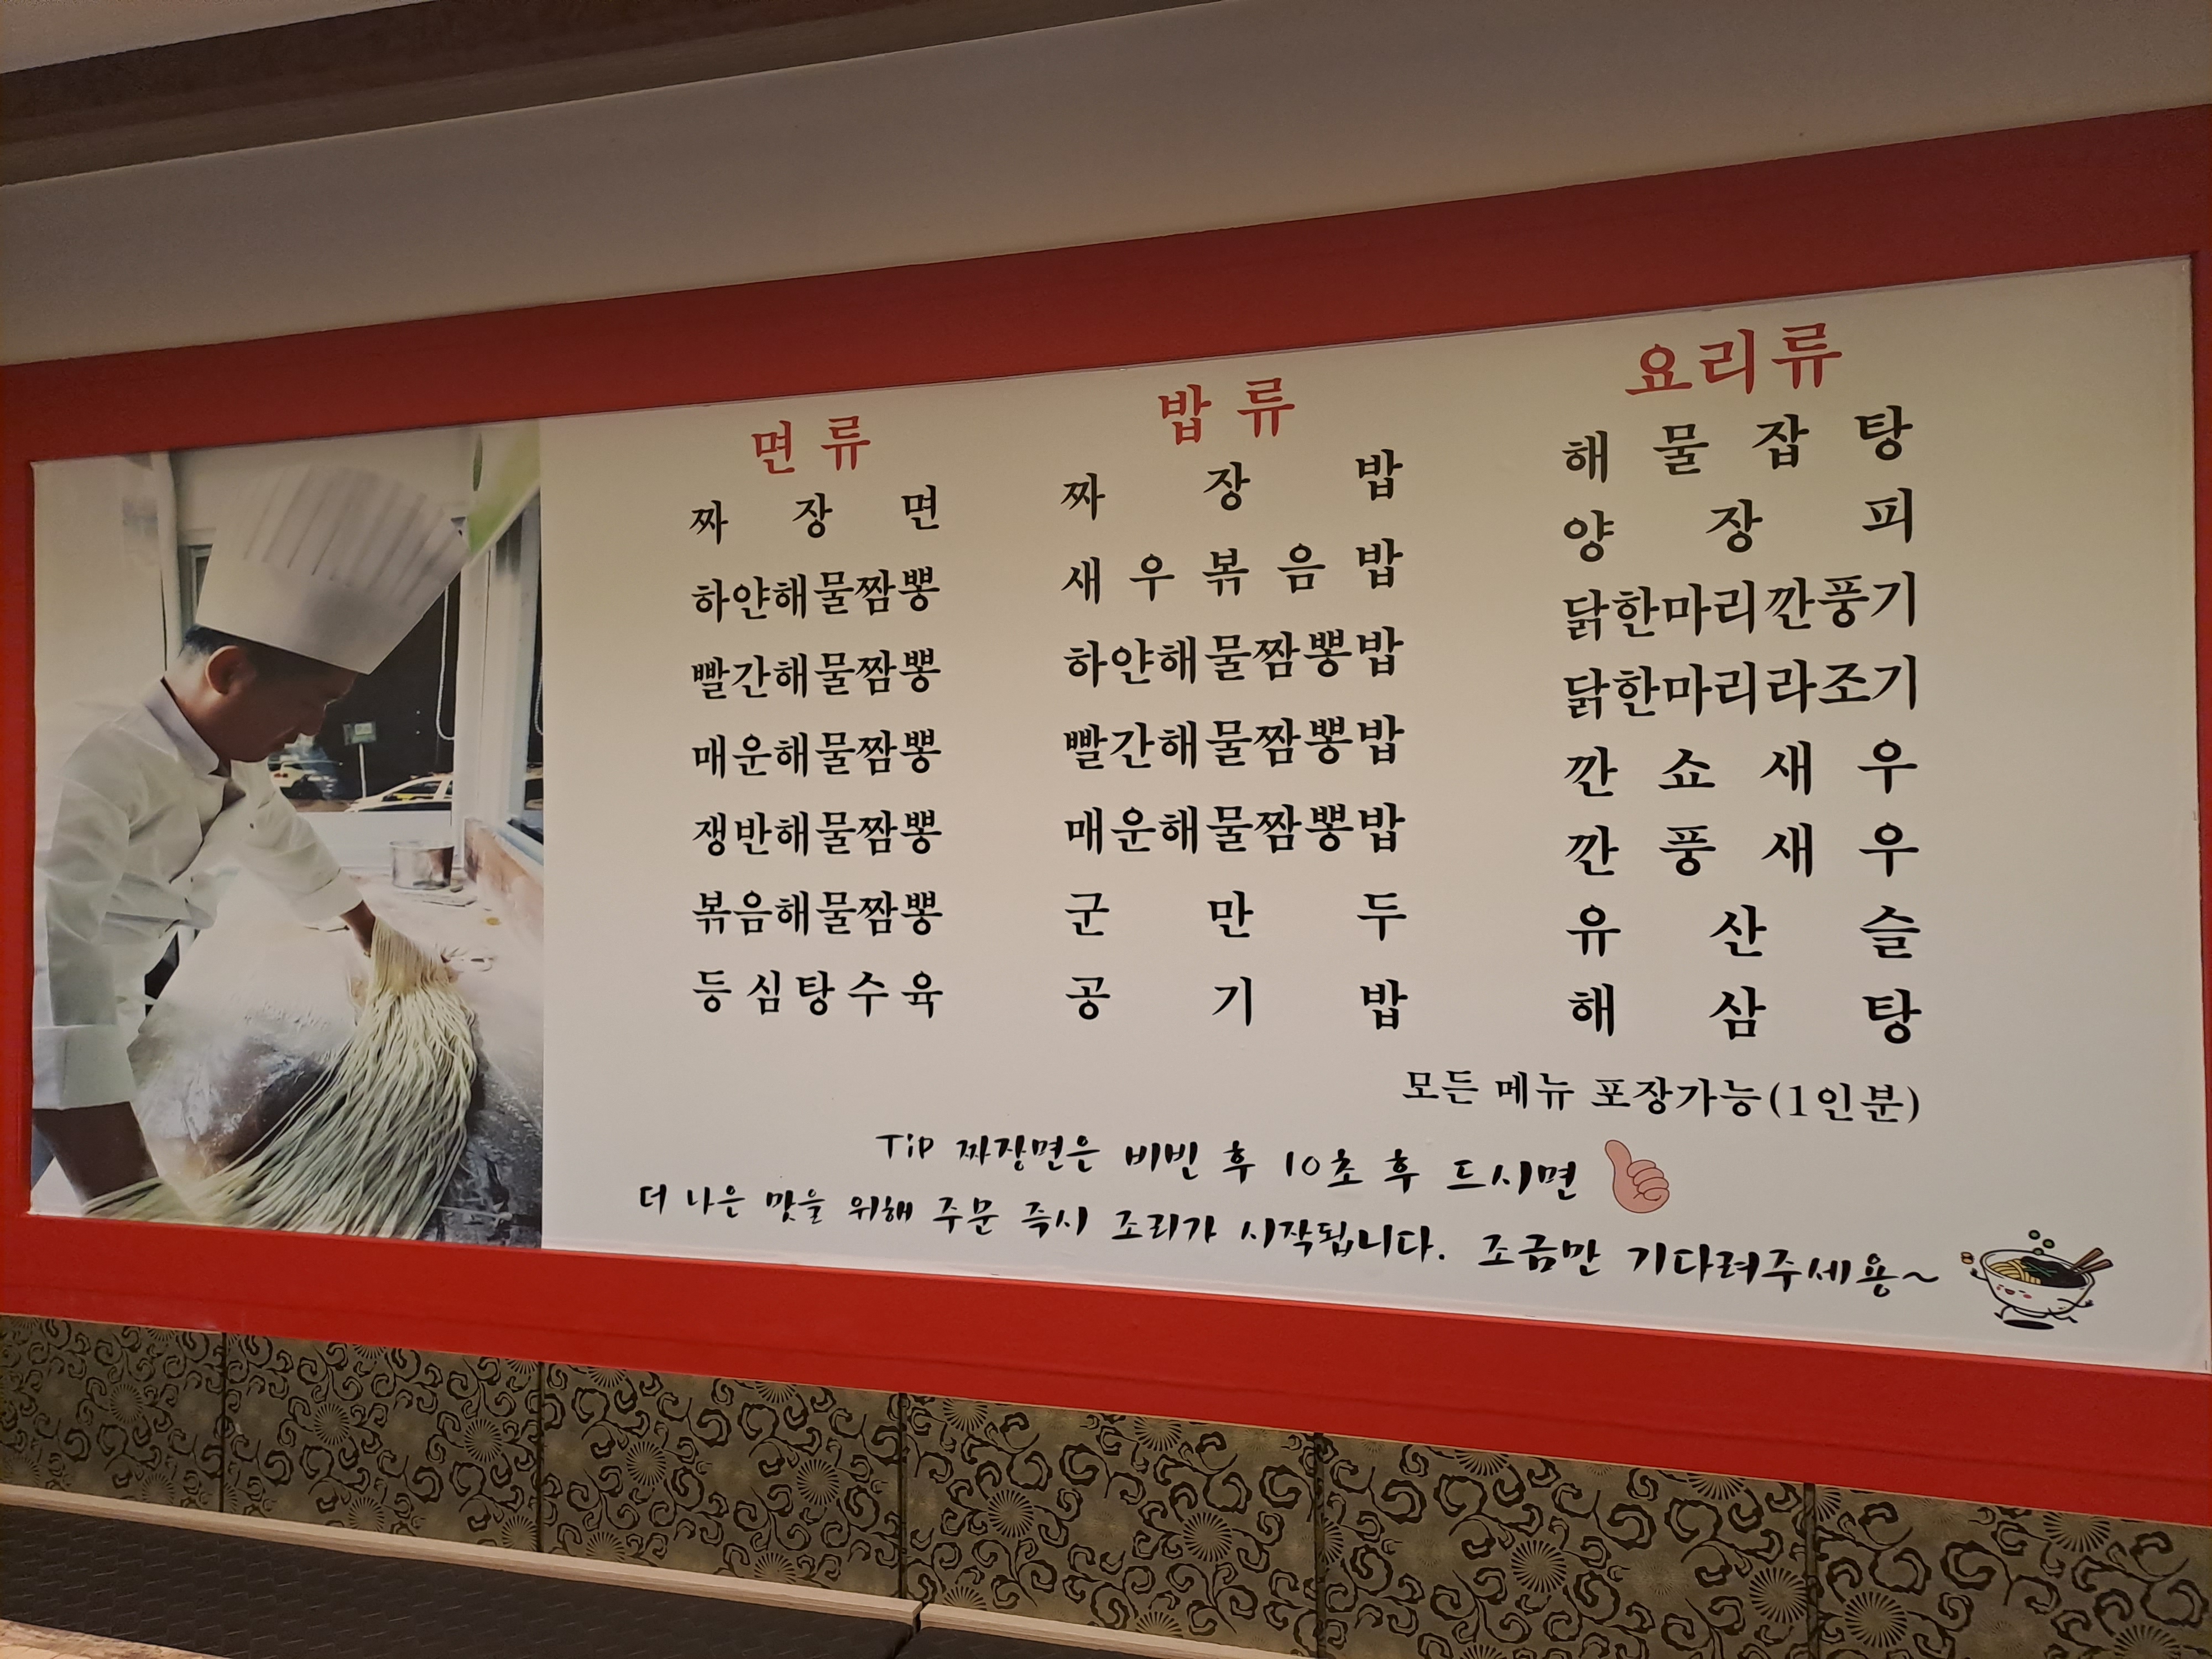 면 류
짜 장 면
하얀해물짬뽕
빨간해물짬뽕
매운해물짬뽕
쟁반해물짬뽕
볶음해물짬뽕
등 심 탕 수 육
밥 류
짜 장 밥
새 우 볶 음 밥
하얀해물짬뽕밥
빨간해물짬뽕밥
매운해물짬뽕밥
군 만 두
공 기 밥
요리류
해 물 잡 탕
양 장 피
닭한마리깐풍기
닭한마리라조기
깐 쇼 새 우
깐 풍 새 우
유 산 슬
해 삼 탕
모든 메뉴 포장가능(1인분)
TiP 짜장면은 비빈 후 10초 후 드시면
더 나은 맛을 위해 주문 즉시 조리가 시작됩니다. 조금만 기다려주세용~